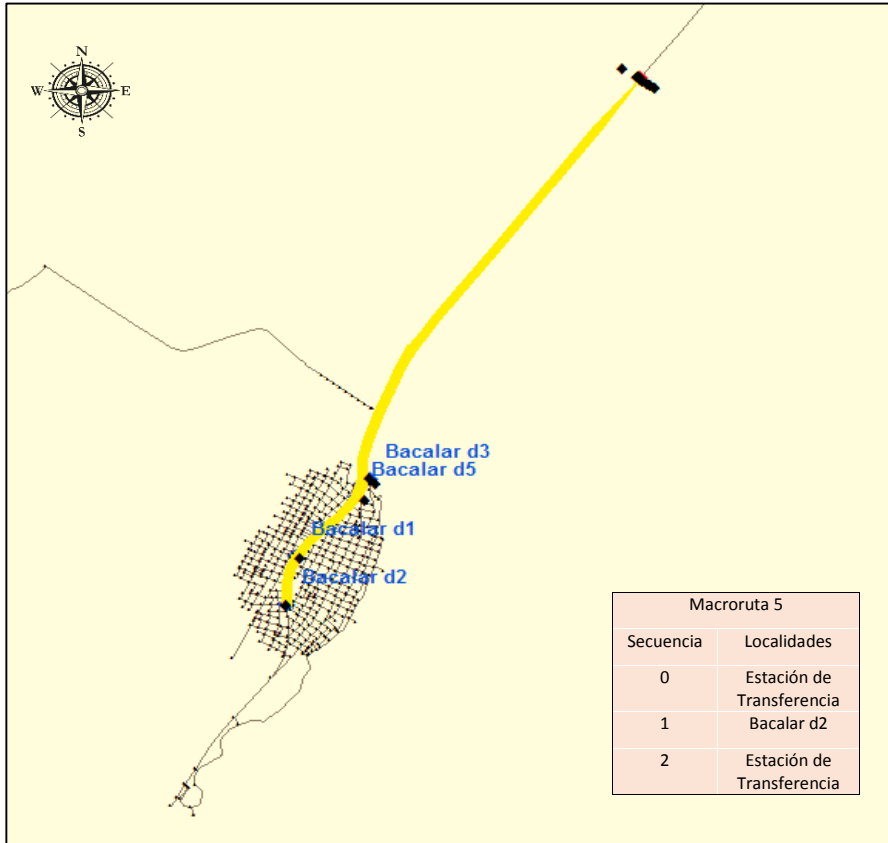 N
W E
S
Bacalar d3
Bacalar d5
Bacalar d1
Bacalar d2
Macroruta 5
Secuencia Localidades
0 Estación de
Transferencia
1 Bacalar d2
2 Estación de
Transferencia